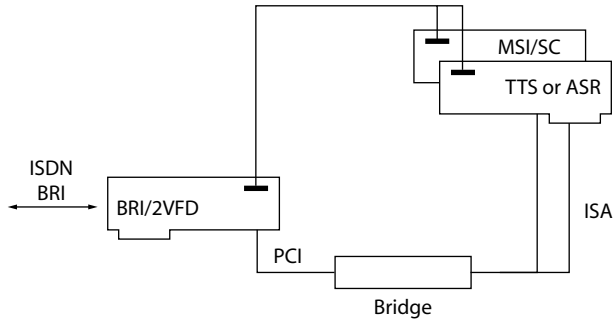 MSI/SC
TTS or ASR
ISDN
BRI
BRI/2VFD
ISA
PCI
Bridge